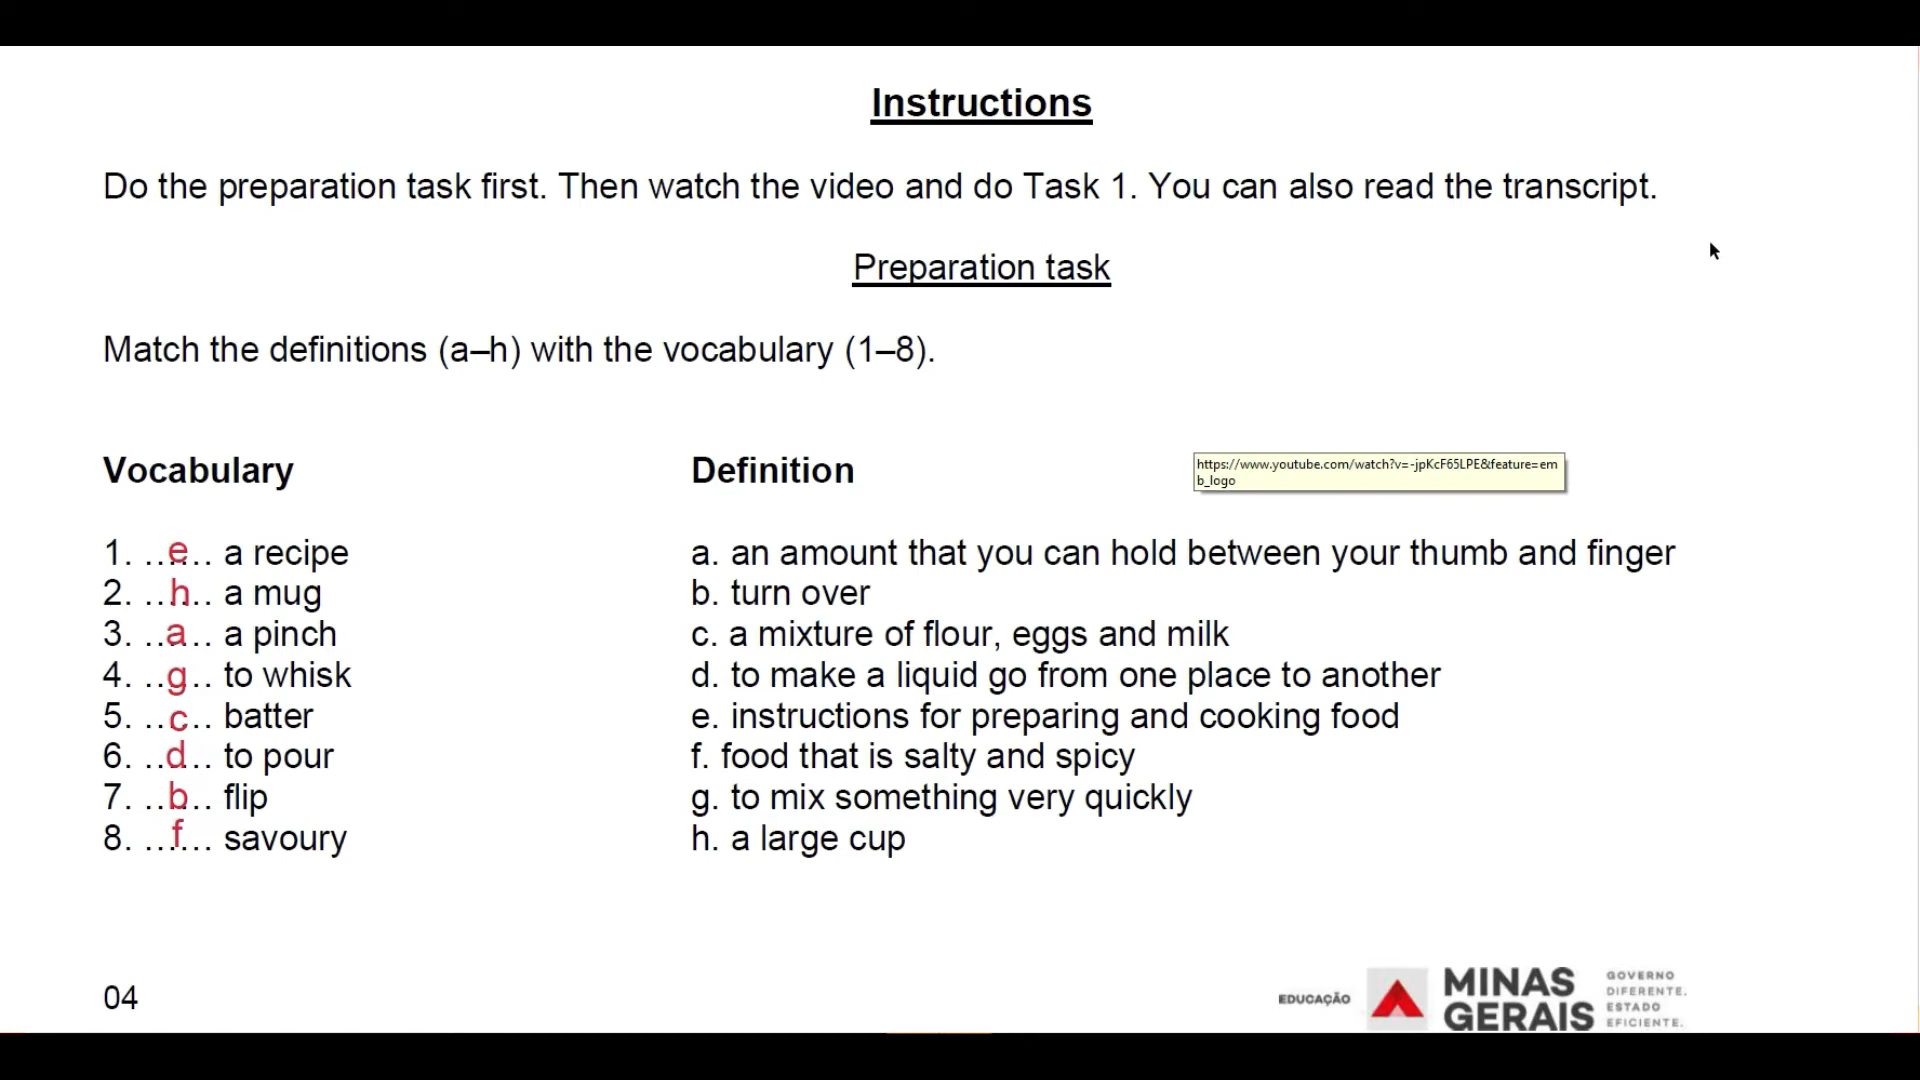 Instructions
Do the preparation task first. Then watch the video and do Task 1. You can also read the transcript.
Preparation task
Match the definitions (a–h) with the vocabulary (1–8).
Vocabulary
Definition
https://www.youtube.com/watch?v=-jpKcF65LPE&feature=em
b_logo
1. ..e.. a recipe
a. an amount that you can hold between your thumb and finger
2. ..h.. a mug
b. turn over
3. ..a.. a pinch
c. a mixture of flour, eggs and milk
4. ..g.. to whisk
d. to make a liquid go from one place to another
5. ..c.. batter
e. instructions for preparing and cooking food
6. ..d.. to pour
f. food that is salty and spicy
7. ..b.. flip
g. to mix something very quickly
8. ..f.. savoury
h. a large cup
04
EDUCAÇÃO
MINAS
GERAIS
GOVERNO
DIFERENTE.
ESTADO
EFICIENTE.